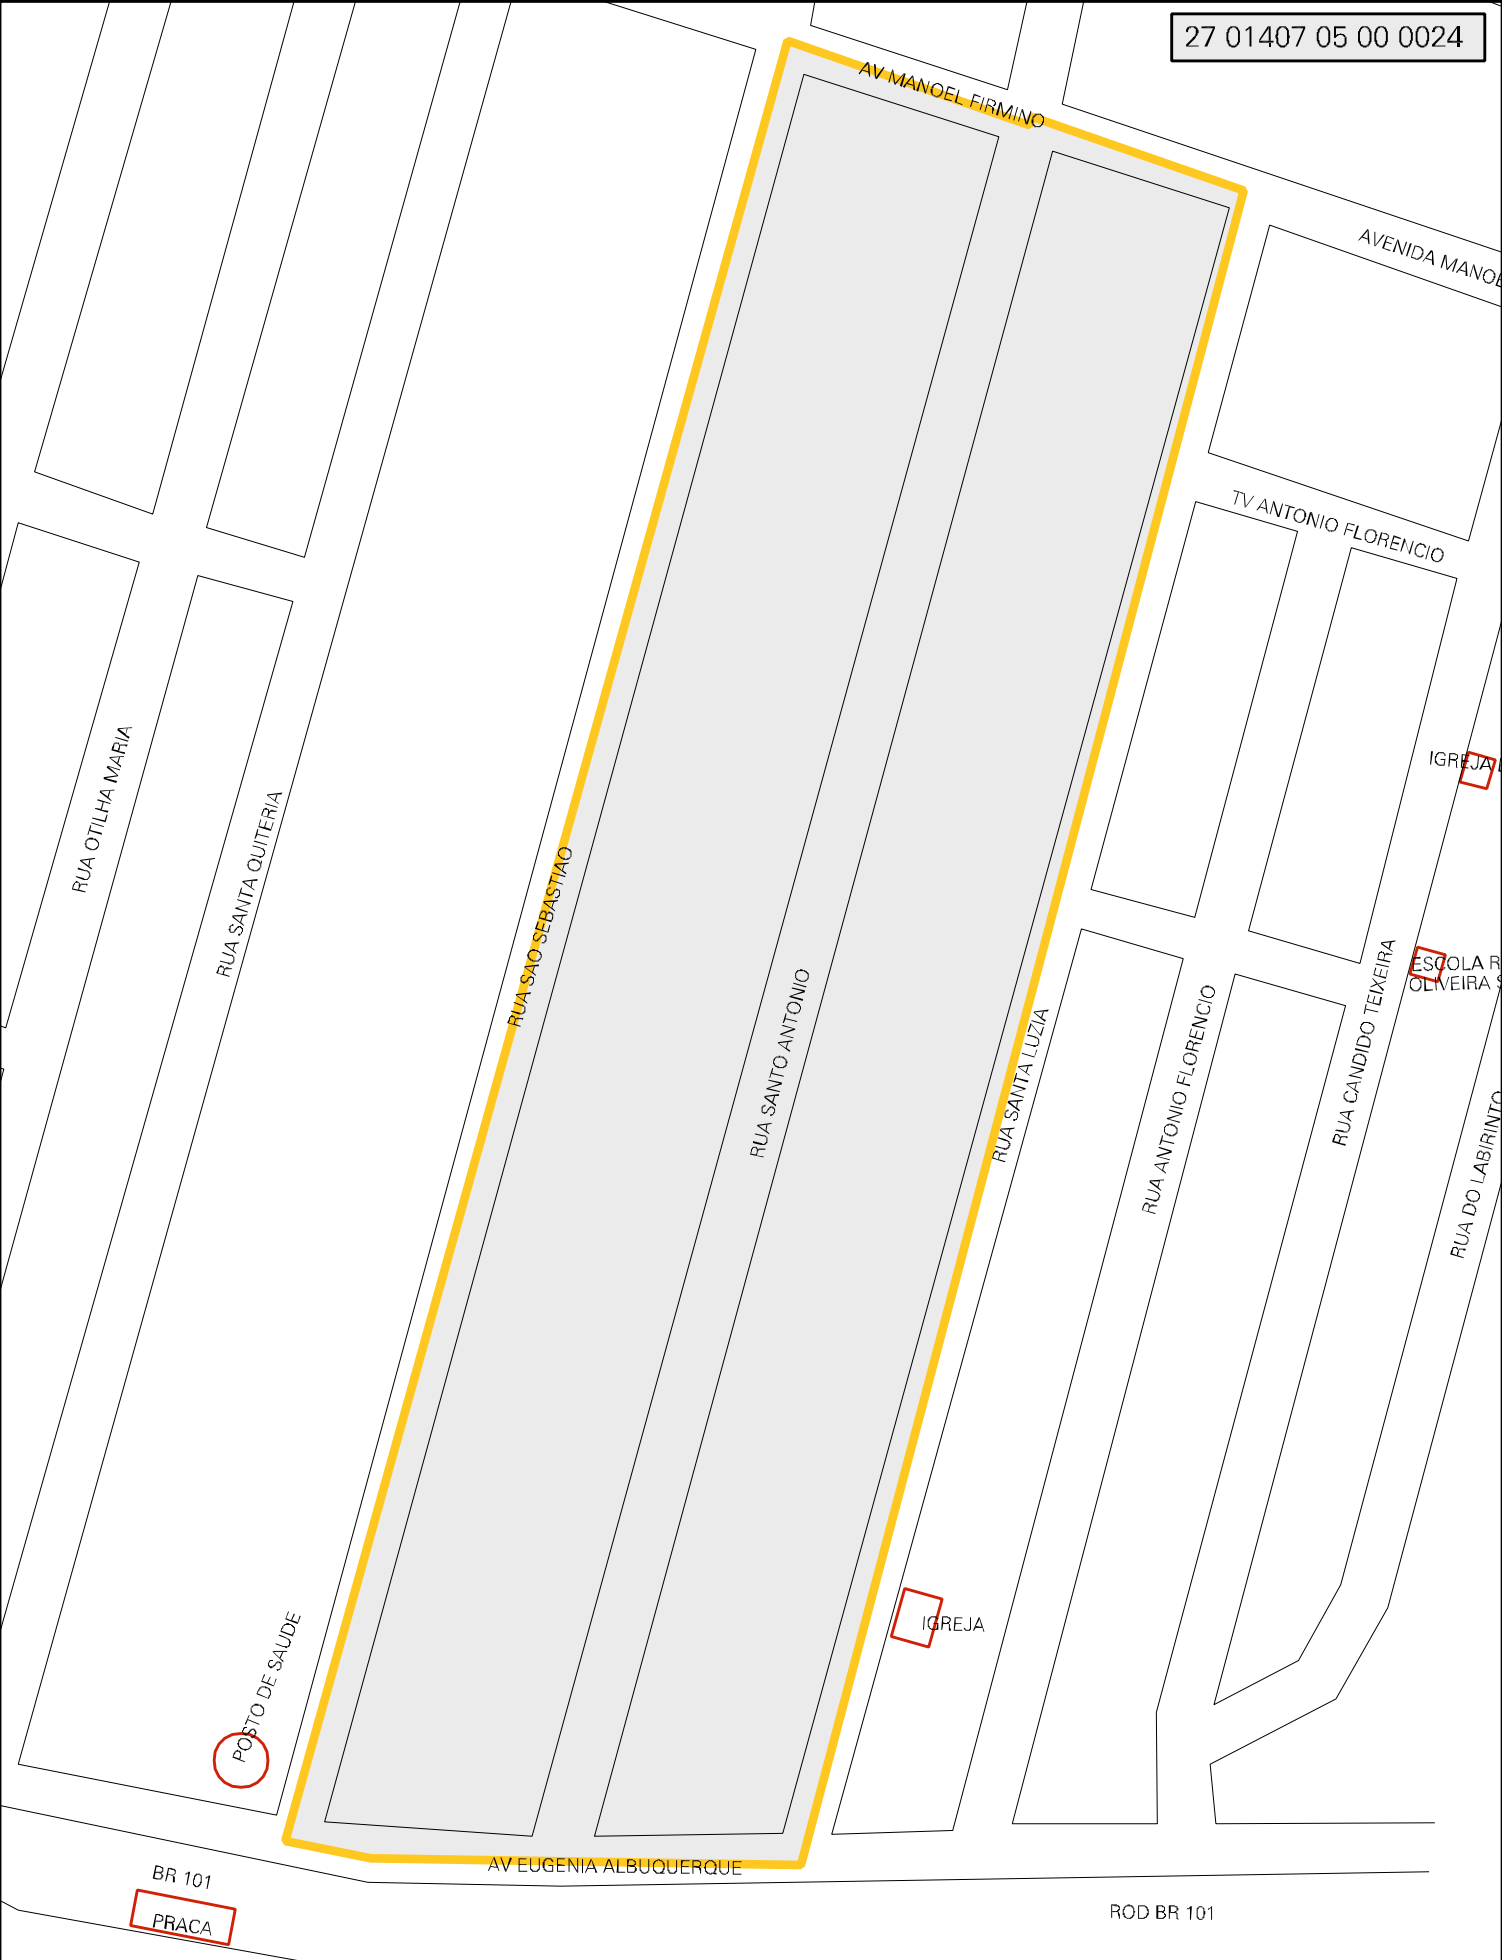 27 01407 05 00 0024
AV MANOEL FIRMINO
AVENIDA MANOE
TV ANTONIO FLORENCIO
RUA OTILHA MARIA
RUA SANTA QUITERIA
RUA SAO SEBASTIAO
RUA SANTO ANTONIO
RUA SANTA LUZIA
RUA ANTONIO FLORENCIO
RUA CANDIDO TEIXEIRA
RUA DO LABIRINTO
IGREJA
ESCOLA R
OLIVEIRA S
IGREJA
POSTO DE SAUDE
AV EUGENIA ALBUQUERQUE
BR 101
PRACA
ROD BR 101